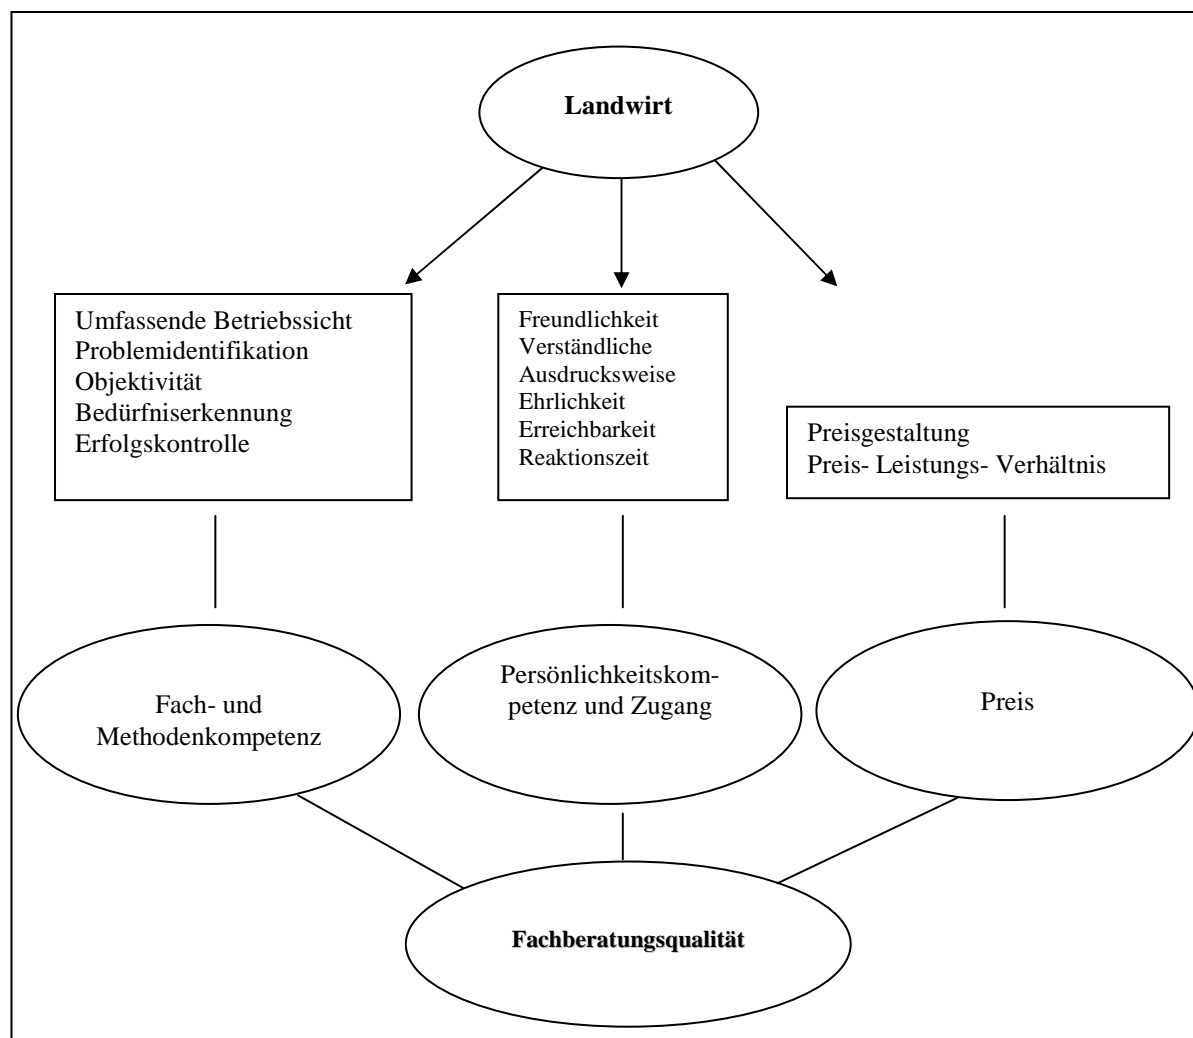 Landwirt
Umfassende Betriebssicht
Problemidentifikation
Objektivität
Bedürfniserkennung
Erfolgskontrolle
Freundlichkeit
Verständliche
Ausdrucksweise
Ehrlichkeit
Erreichbarkeit
Reaktionszeit
Preisgestaltung
Preis- Leistungs- Verhältnis
Fach- und
Methodenkompetenz
Persönlichkeitskom-
petenz und Zugang
Preis
Fachberatungsqualität